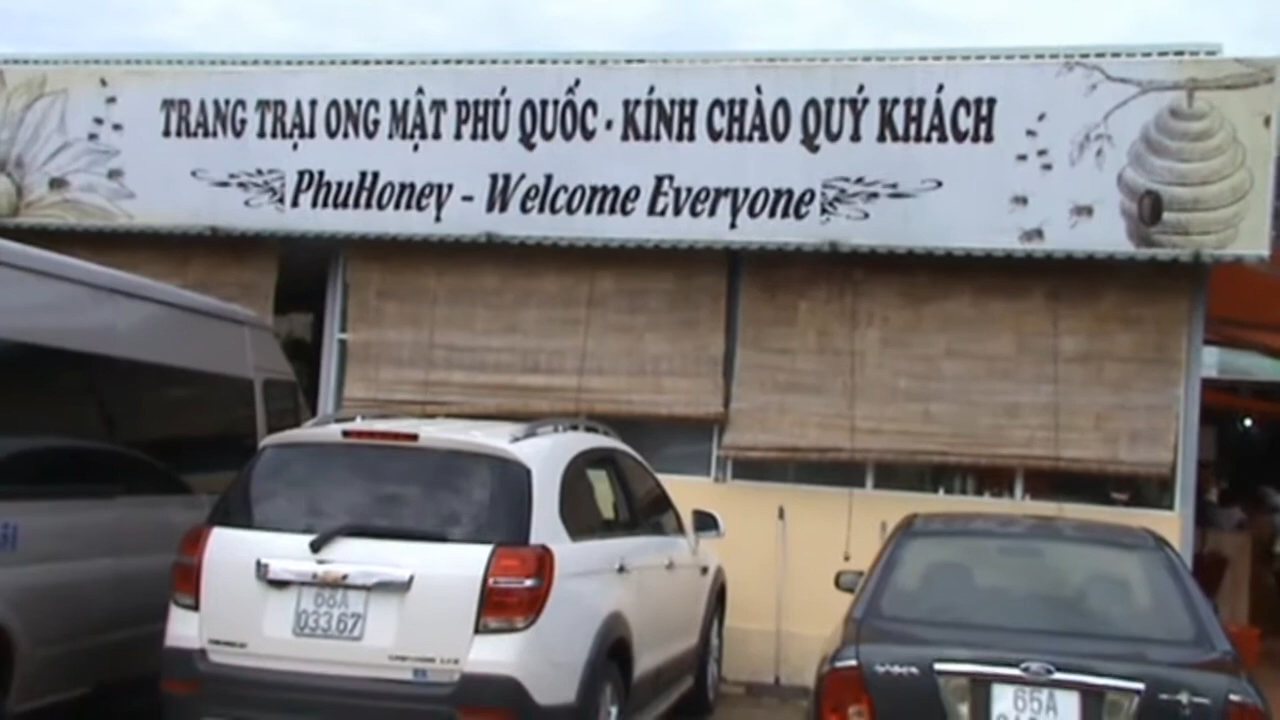 TRANG TRẠI ONG MẬT PHÚ QUỐC - KÍNH CHÀO QUÝ KHÁCH
PhuHoney - Welcome Everyone
68A
033.67
65A